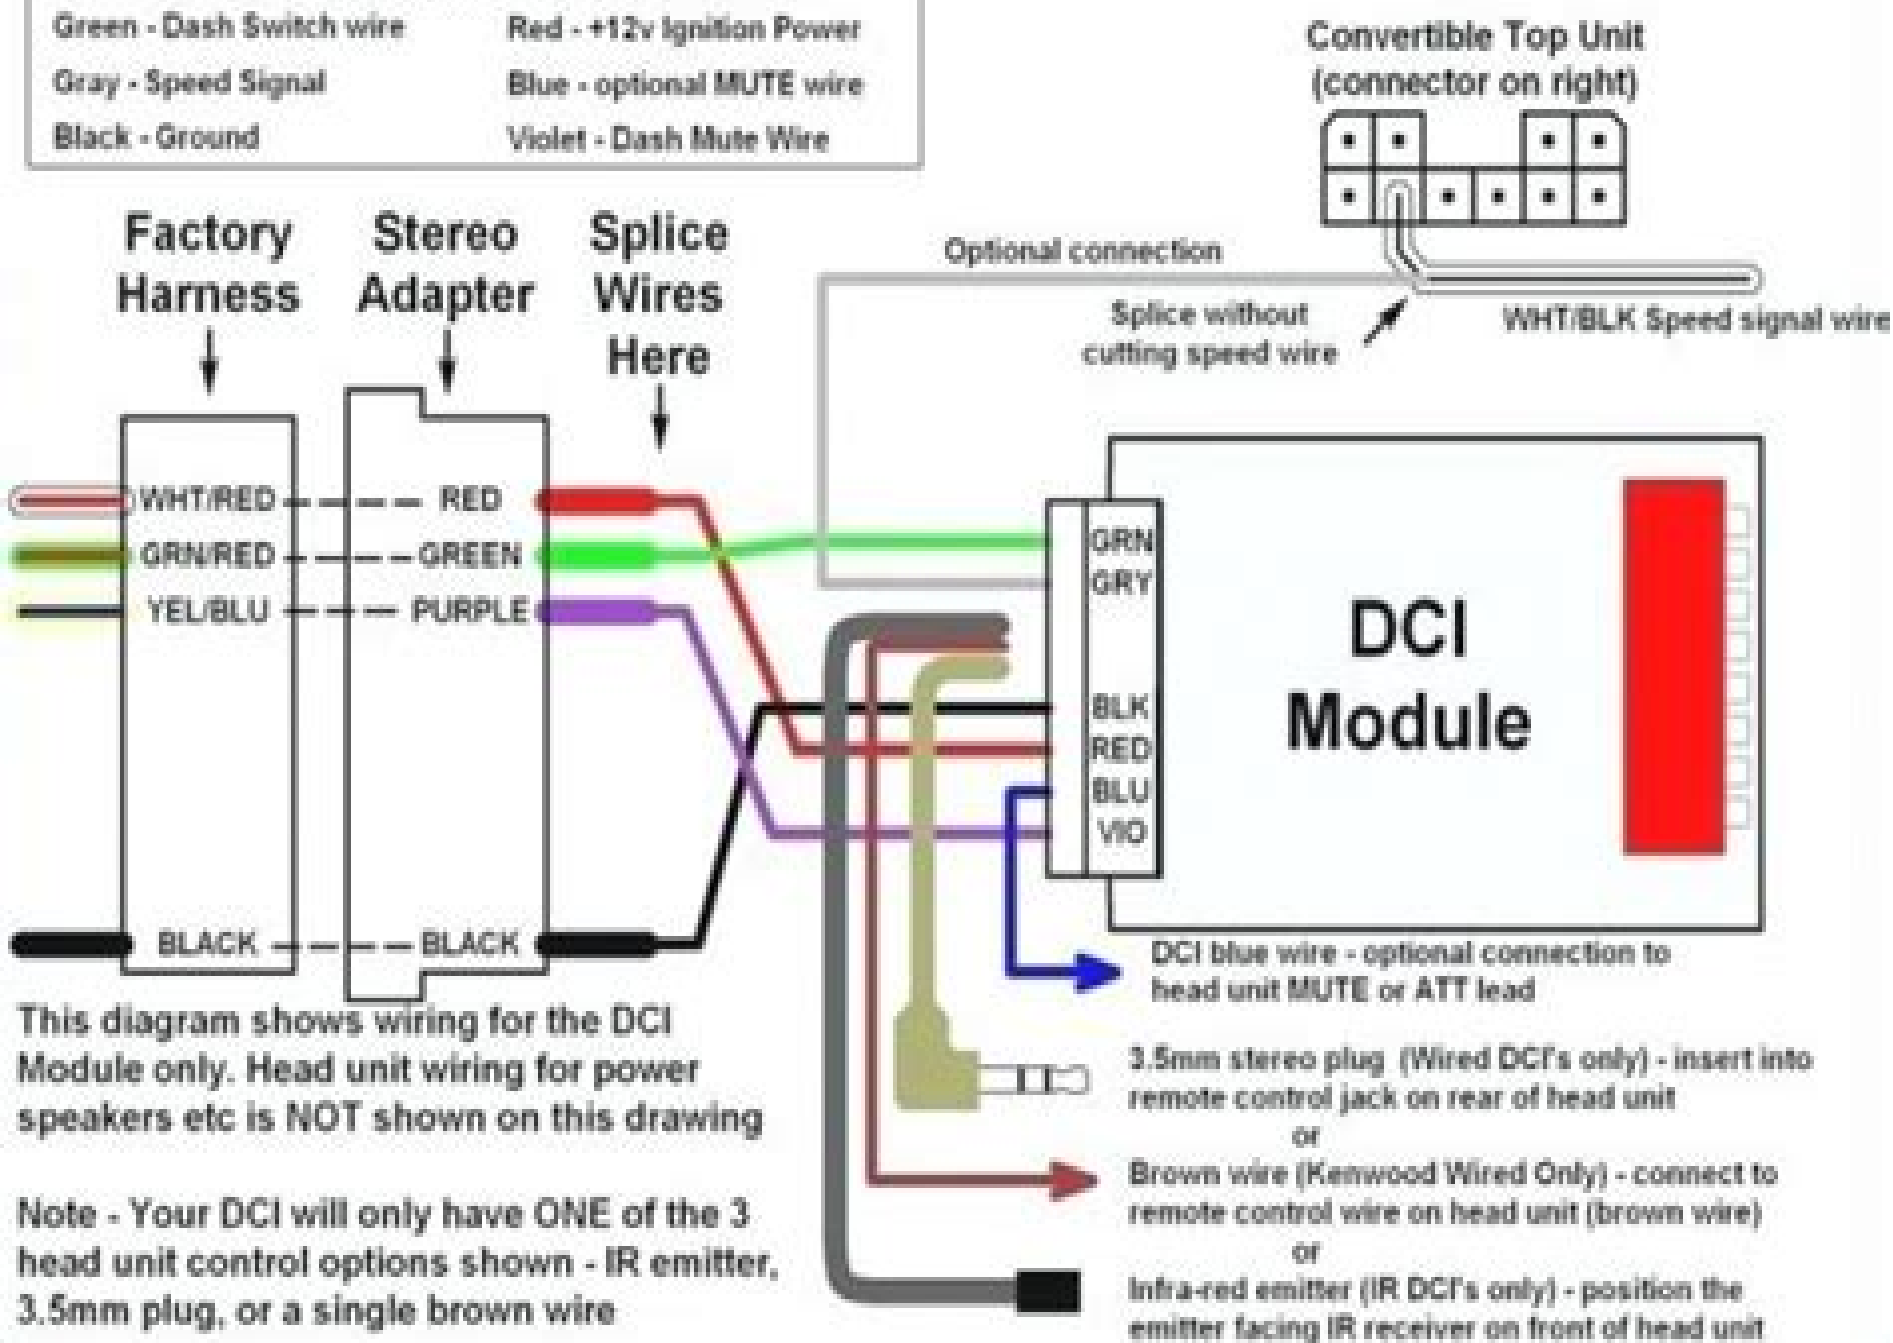 Green - Dash Switch wire
Red - +12v Ignition Power
Gray - Speed Signal
Blue - optional MUTE wire
Black - Ground
Violet - Dash Mute Wire
Convertible Top Unit
(connector on right)
Factory
Harness
Stereo
Adapter
Splice
Wires
Here
Optional connection
Splice without
cutting speed wire
WHT/BLK Speed signal wire
WHT/RED
RED
GRN/RED
GREEN
YEL/BLU
PURPLE
BLACK
BLACK
GRN
GRY
BLK
RED
BLU
VIO
DCI
Module
DCI blue wire - optional connection to
head unit MUTE or ATT lead
This diagram shows wiring for the DCI
Module only. Head unit wiring for power
speakers etc is NOT shown on this drawing
3.5mm stereo plug (Wired DCI's only) - insert into
remote control jack on rear of head unit
or
Brown wire (Kenwood Wired Only) - connect to
remote control wire on head unit (brown wire)
or
Infra-red emitter (IR DCI's only) - position the
emitter facing IR receiver on front of head unit
Note - Your DCI will only have ONE of the 3
head unit control options shown - IR emitter,
3.5mm plug, or a single brown wire